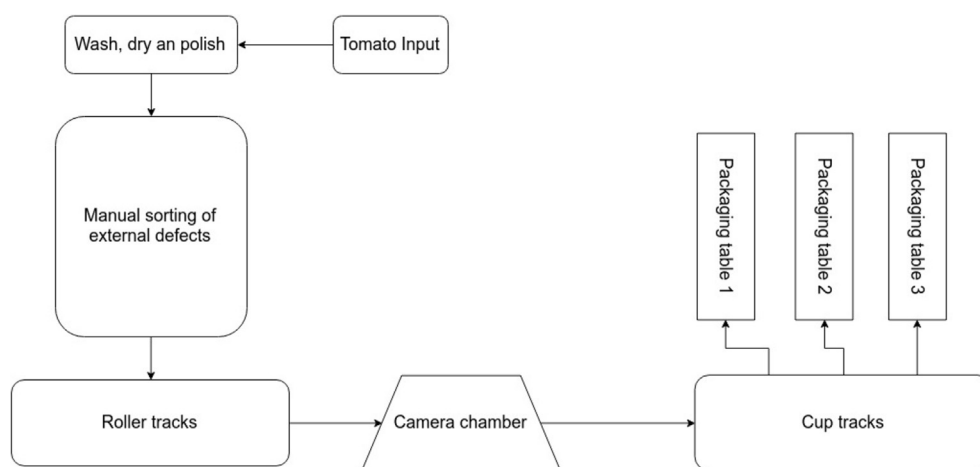 Wash, dry an polish
Tomato Input
Manual sorting of
external defects
Packaging table 1
Packaging table 2
Packaging table 3
Roller tracks
Camera chamber
Cup tracks